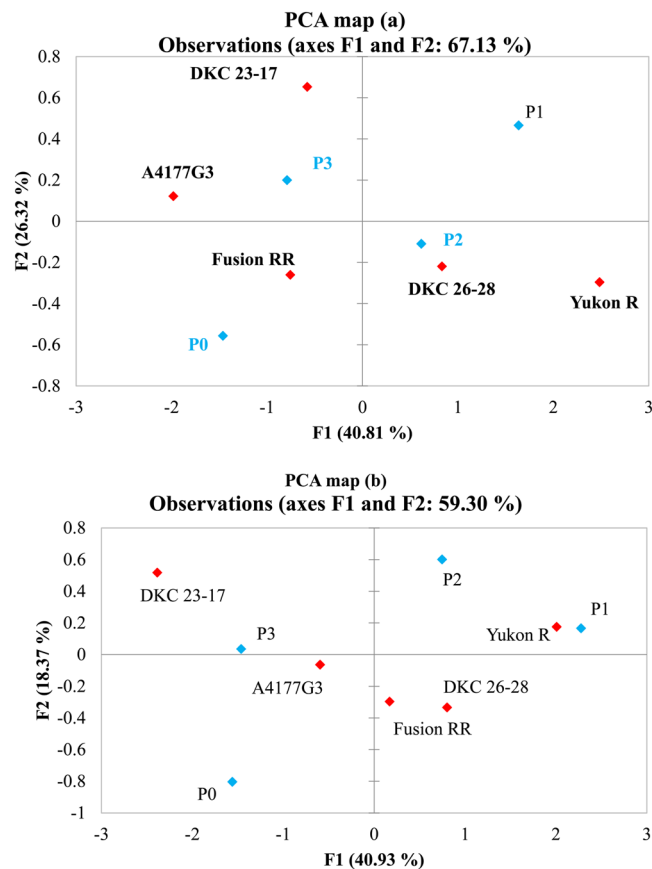 PCA map (a)
Observations (axes F1 and F2: 67.13 %)
0.8
DKC 23-17
0.6
P1
0.4
P3
A4177G3
0.2
0
Fusion RR
P2
-0.2
DKC 26-28
Yukon R
-0.4
P0
-0.6
-0.8
-3 -2 -1 0 1 2 3
F1 (40.81 %)
F2 (26.32 %)
PCA map (b)
Observations (axes F1 and F2: 59.30 %)
0.8
0.6
P2
DKC 23-17
0.4
P1
P3
Yukon R
0.2
0
A4177G3
DKC 26-28
-0.2
Fusion RR
-0.4
-0.6
P0
-0.8
-1
-3 -2 -1 0 1 2 3
F1 (40.93 %)
F2 (18.37 %)